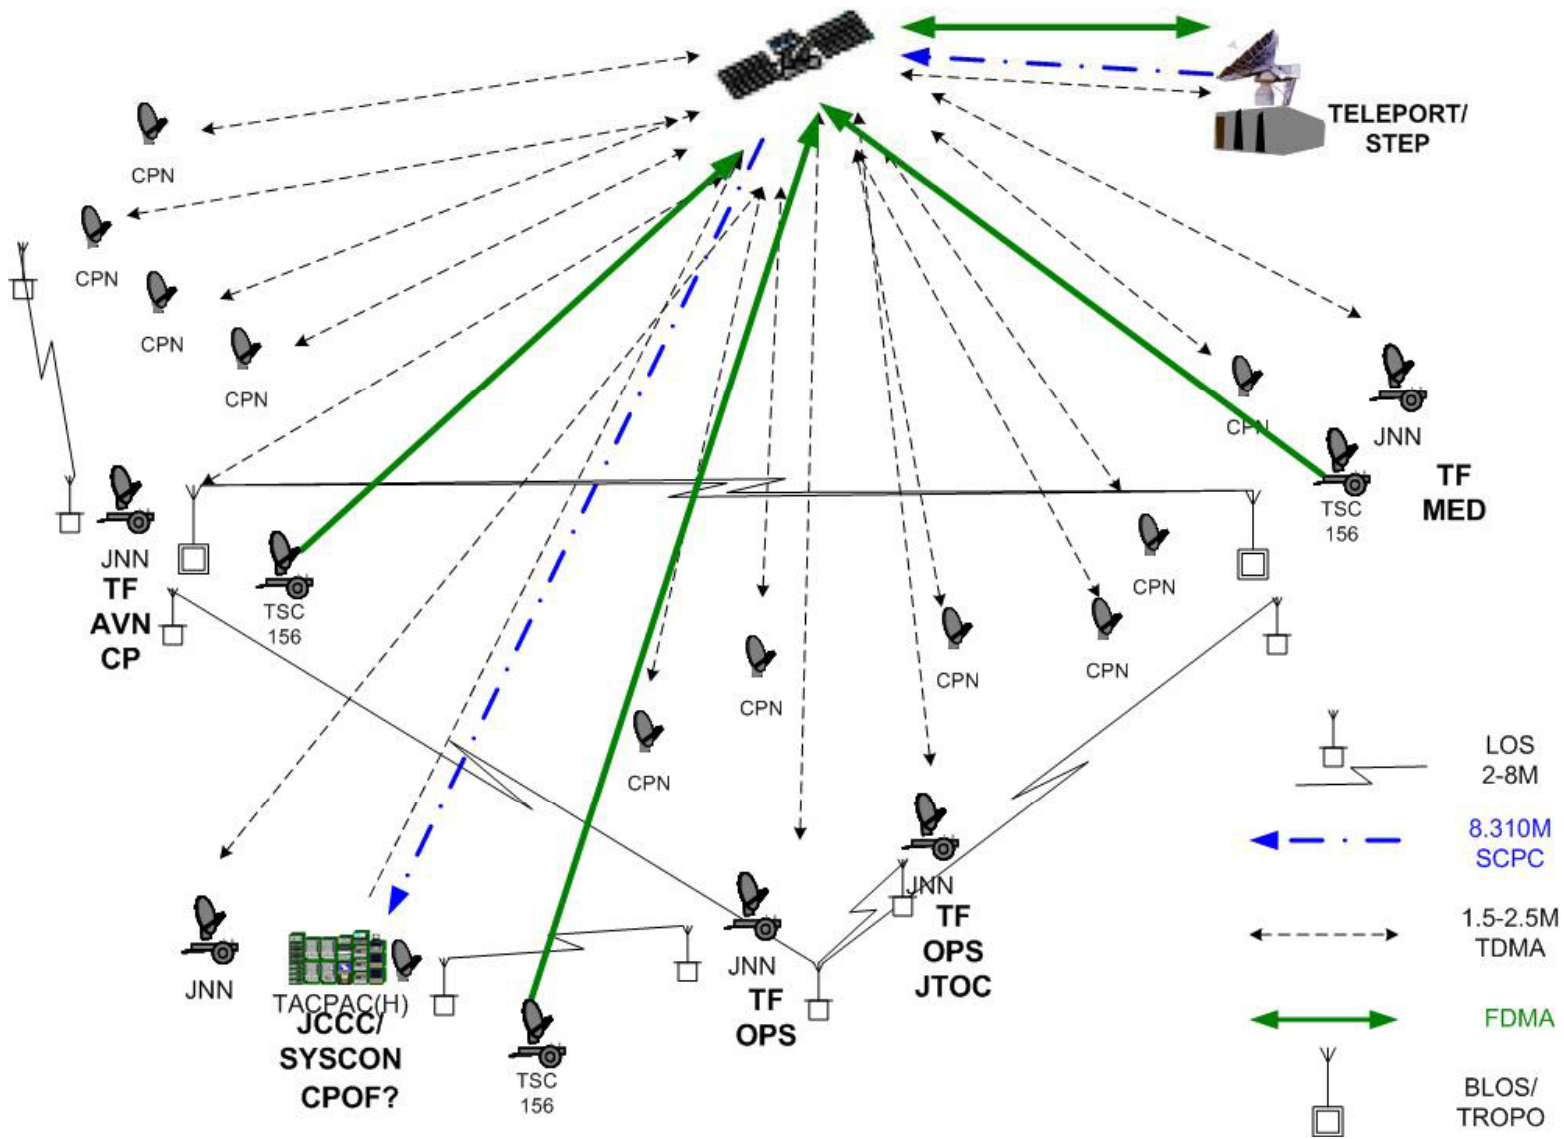 TELEPORT/
STEP
CPN
CPN
CPN
CPN
CPN
JNN
TSC
156
TF
MED
JNN
TF
AVN
CP
TSC
156
CPN
CPN
CPN
CPN
CPN
JNN
TACPAC(H)
JCCC/
SYSCON
CPOF?
TSC
156
JNN
TF
OPS
JNN
TF
OPS
JTOC
LOS
2-8M
8.310M
SCPC
1.5-2.5M
TDMA
FDMA
BLOS/
TROPO